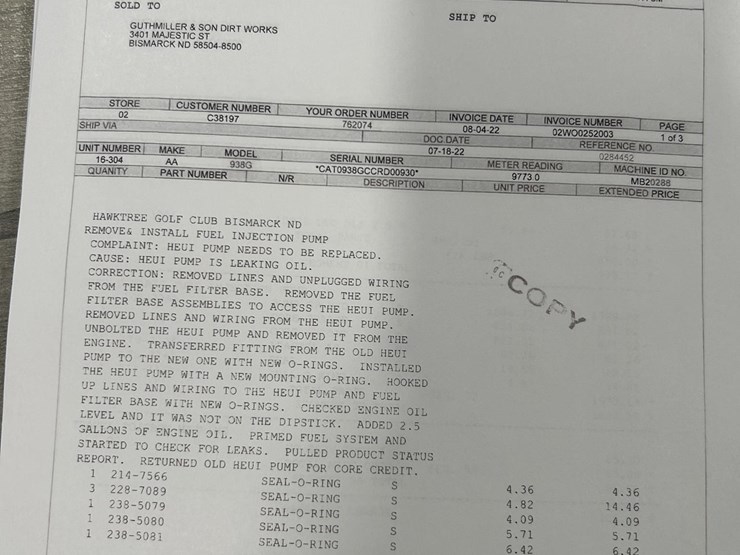 SOLD TO
SHIP TO
GUTHMILLER & SON DIRT WORKS
3401 MAJESTIC ST
BISMARCK ND 58504-8500
STORE CUSTOMER NUMBER YOUR ORDER NUMBER INVOICE DATE INVOICE NUMBER PAGE
02 C38197 762074 08-04-22 02WO0252003 1 of 3
SHIP VIA DOC DATE REFERENCE NO.
07-18-22 0284452
UNIT NUMBER MAKE MODEL SERIAL NUMBER METER READING MACHINE ID NO.
16-304 AA 938G *CAT0938GCCRD00930* 9773 0 MB20288
QUANITY PART NUMBER N/R DESCRIPTION UNIT PRICE EXTENDED PRICE
HAWKTREE GOLF CLUB BISMARCK ND
REMOVE& INSTALL FUEL INJECTION PUMP
COMPLAINT: HEUI PUMP NEEDS TO BE REPLACED.
CAUSE: HEUI PUMP IS LEAKING OIL.
CORRECTION: REMOVED LINES AND UNPLUGGED WIRING
FROM THE FUEL FILTER BASE. REMOVED THE FUEL
FILTER BASE ASSEMBLIES TO ACCESS THE HEUI PUMP.
REMOVED LINES AND WIRING FROM THE HEUI PUMP.
UNBOLTED THE HEUI PUMP AND REMOVED IT FROM THE
ENGINE. TRANSFERRED FITTING FROM THE OLD HEUI
PUMP TO THE NEW ONE WITH NEW O-RINGS. INSTALLED
THE HEUI PUMP WITH A NEW MOUNTING O-RING. HOOKED
UP LINES AND WIRING TO THE HEUI PUMP AND FUEL
FILTER BASE WITH NEW O-RINGS. CHECKED ENGINE OIL
LEVEL AND IT WAS NOT ON THE DIPSTICK. ADDED 2.5
GALLONS OF ENGINE OIL. PRIMED FUEL SYSTEM AND
STARTED TO CHECK FOR LEAKS. PULLED PRODUCT STATUS
REPORT. RETURNED OLD HEUI PUMP FOR CORE CREDIT.
COPY
1 214-7566 SEAL-O-RING S 4.36 4.36
3 228-7089 SEAL-O-RING S 4.82 14.46
1 238-5079 SEAL-O-RING S 4.09 4.09
1 238-5080 SEAL-O-RING S 5.71 5.71
1 238-5081 SEAL-O-RING S 6.42 6.42